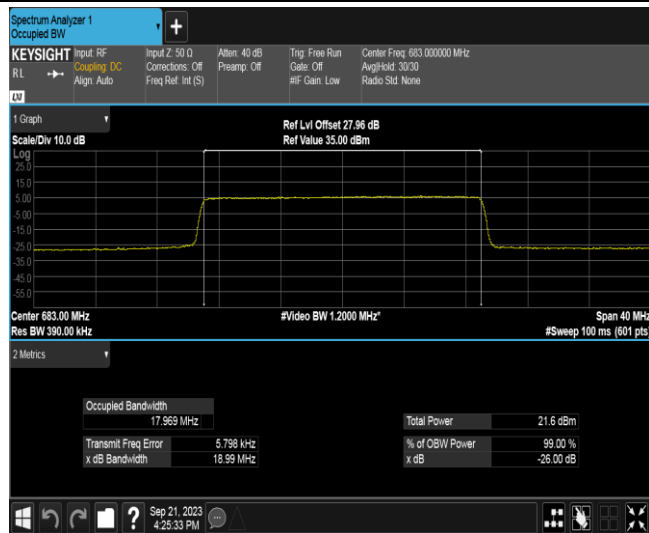 Spectrum Analyzer 1
Occupied BW
+
KEYSIGHT Input: RF Input Z: 50 Ω Atten: 40 dB Trig: Free Run Center Freq: 683.000000 MHz
RL Coupling: DC Corrections: Off Preamp: Off Gate: Off Avg|Hold: 30/30
Align: Auto Freq Ref: Int (S) #IF Gain: Low Radio Std: None
LXI
1 Graph
Ref Lvl Offset 27.96 dB
Scale/Div 10.0 dB Ref Value 35.00 dBm
Log
25.0
15.0
5.00
-5.00
-15.0
-25.0
-35.0
-45.0
-55.0
Center 683.00 MHz #Video BW 1.2000 MHz* Span 40 MHz
Res BW 390.00 kHz #Sweep 100 ms (601 pts)
2 Metrics
Occupied Bandwidth
17.969 MHz Total Power 21.6 dBm
Transmit Freq Error 5.798 kHz % of OBW Power 99.00 %
x dB Bandwidth 18.99 MHz x dB -26.00 dB
? Sep 21, 2023
4:25:33 PM